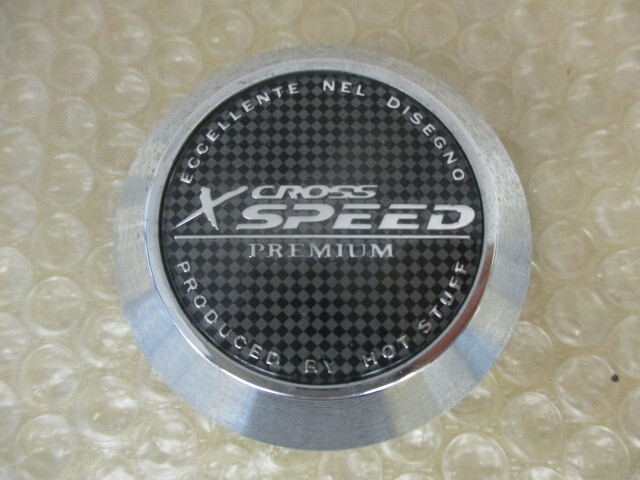 ECCELLENTE NEL DISEGNO
X CROSS
SPEED
PREMIUM
PRODUCED BY HOT STUFF